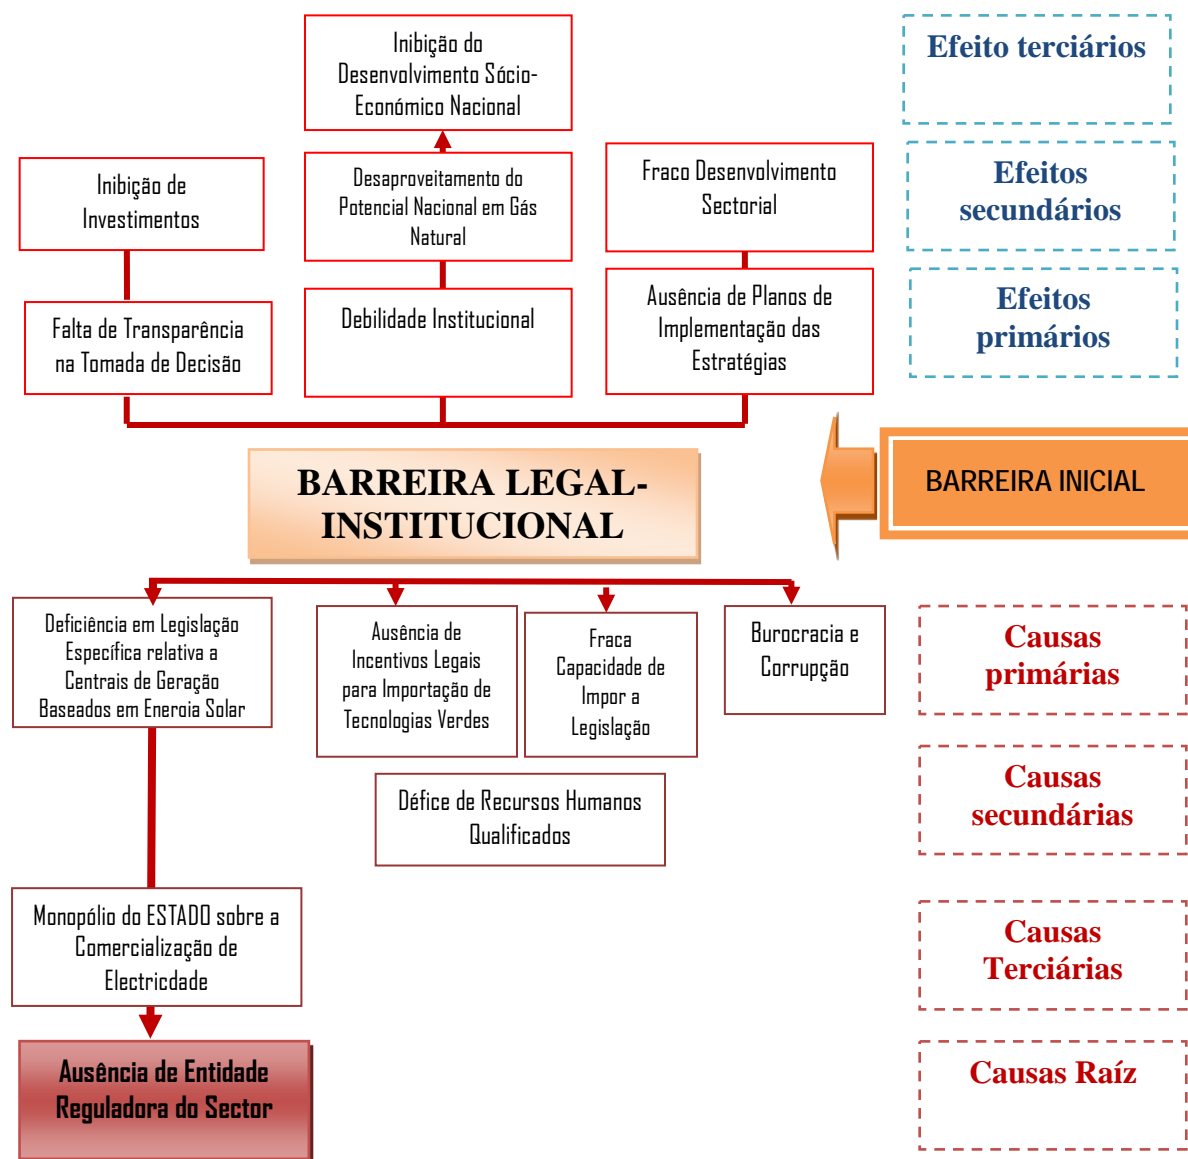 Inibição do
Desenvolvimento Sócio-
Económico Nacional
Efeito terciários
Inibição de
Investimentos
Desaproveitamento do
Potencial Nacional em Gás
Natural
Fraco Desenvolvimento
Sectorial
Efeitos
secundários
Falta de Transparência
na Tomada de Decisão
Debilidade Institucional
Ausência de Planos de
Implementação das
Estratégias
Efeitos
primários
BARREIRA LEGAL-
INSTITUCIONAL
BARREIRA INICIAL
Deficiência em Legislação
Específica relativa a
Centrais de Geração
Baseados em Energia Solar
Ausência de
Incentivos Legais
para Importação de
Tecnologias Verdes
Fraca
Capacidade de
Impor a
Legislação
Burocracia e
Corrupção
Causas
primárias
Défice de Recursos Humanos
Qualificados
Causas
secundárias
Monopólio do ESTADO sobre a
Comercialização de
Electricdade
Causas
Terciárias
Ausência de Entidade
Reguladora do Sector
Causas Raíz